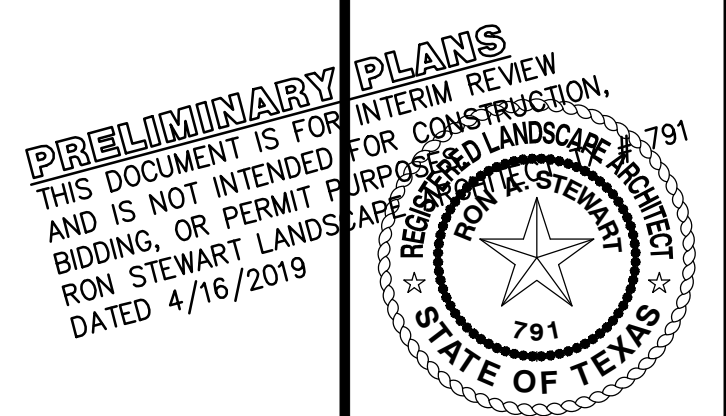 PRELIMINARY PLANS
THIS DOCUMENT IS FOR INTERIM REVIEW
AND IS NOT INTENDED FOR CONSTRUCTION,
BIDDING, OR PERMIT PURPOSES.
RON STEWART LANDSCAPE ARCHITECT # 791
DATED 4/16/2019
REGISTERED LANDSCAPE ARCHITECT
RON A. STEWART
791
STATE OF TEXAS